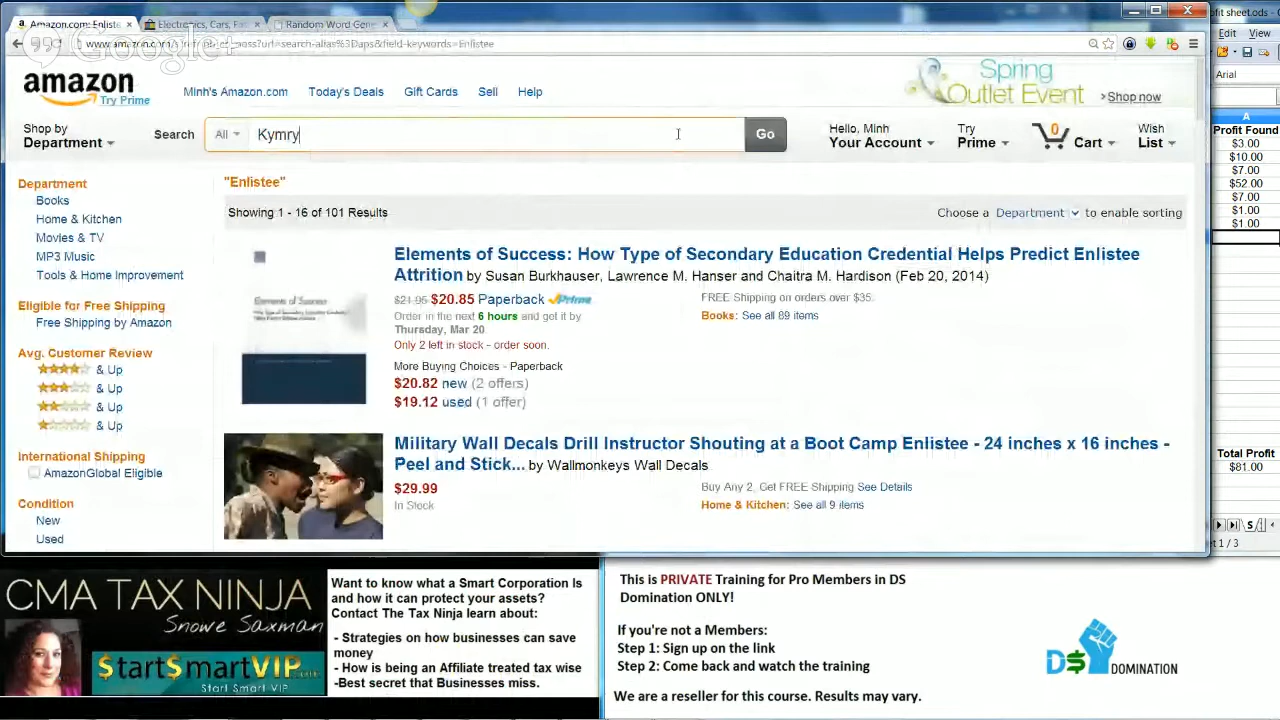 Amazon.com: Enlistee
Electronics, Cars, Fa
Random Word Gene
Google+
Enlistee
amazon
Try Prime
Minh's Amazon.com Today's Deals Gift Cards Sell Help
Spring
Outlet Event
Shop now
Shop by
Department
Search
All
Kymry
Go
Hello, Minh
Your Account
Try
Prime
0
Cart
Wish
List
Department
Books
Home & Kitchen
Movies & TV
MP3 Music
Tools & Home Improvement
Eligible for Free Shipping
Free Shipping by Amazon
Avg. Customer Review
& Up
& Up
& Up
& Up
International Shipping
AmazonGlobal Eligible
Condition
New
Used
"Enlistee"
Showing 1 - 16 of 101 Results
Choose a Department to enable sorting
Elements of Success
Elements of Success: How Type of Secondary Education Credential Helps Predict Enlistee
Attrition by Susan Burkhauser, Lawrence M. Hanser and Chaitra M. Hardison (Feb 20, 2014)
$21.95 $20.85 Paperback Prime
Order in the next 6 hours and get it by
Thursday, Mar 20
Only 2 left in stock - order soon.
More Buying Choices - Paperback
$20.82 new (2 offers)
$19.12 used (1 offer)
FREE Shipping on orders over $35.
Books: See all 89 items
Military Wall Decals Drill Instructor Shouting at a Boot Camp Enlistee - 24 inches x 16 inches -
Peel and Stick... by Wallmonkeys Wall Decals
$29.99
In Stock
Buy Any 2, Get FREE Shipping See Details
Home & Kitchen: See all 9 items
ofit sheet.ods -
Edit View
Arial
A
Profit Found
$3.00
$10.00
$7.00
$52.00
$7.00
$1.00
$1.00
Total Profit
$81.00
1 / 3
CMA TAX NINJA
Snowe Saxman
$tart$martVIP.com
Start Smart VIP
Want to know what a Smart Corporation Is
and how it can protect your assets?
Contact The Tax Ninja learn about:
- Strategies on how businesses can save
money
- How is being an Affiliate treated tax wise
-Best secret that Businesses miss.
This is PRIVATE Training for Pro Members in DS
Domination ONLY!
If you're not a Members:
Step 1: Sign up on the link
Step 2: Come back and watch the training
We are a reseller for this course. Results may vary.
D$ DOMINATION